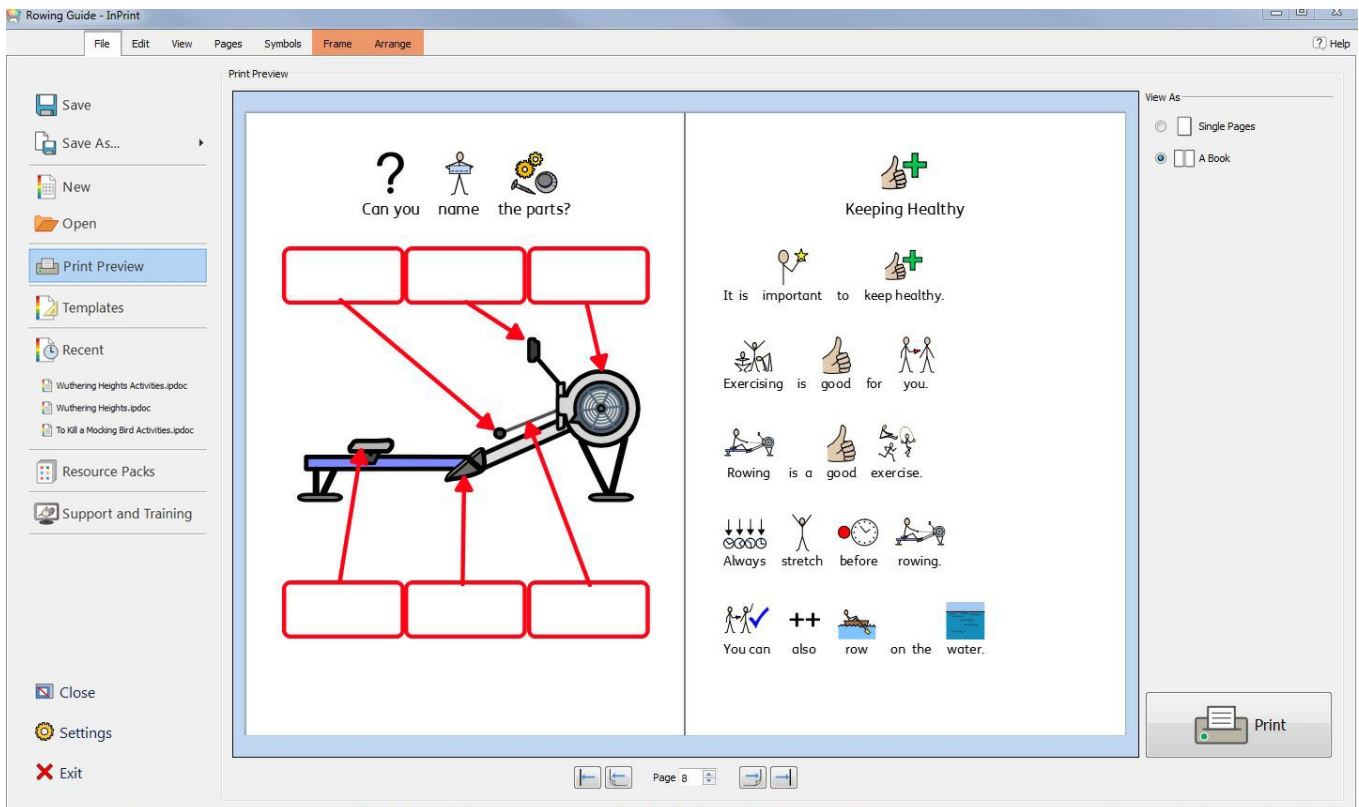 Rowing Guide - InPrint
File Edit View Pages Symbols Frame Arrange
? Help
Save
Save As...
New
Open
Print Preview
Templates
Recent
Wuthering Heights Activities.ipdoc
Wuthering Heights.ipdoc
To Kill a Mocking Bird Activities.ipdoc
Resource Packs
Support and Training
Close
Settings
Exit
Print Preview
?
Can you name the parts?
Keeping Healthy
It is important to keep healthy.
Exercising is good for you.
Rowing is a good exercise.
Always stretch before rowing.
++
You can also row on the water.
Page 8
View As
Single Pages
A Book
Print